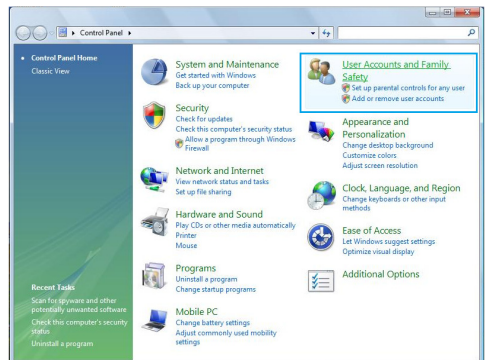 Control Panel
Control Panel Home
Classic View
System and Maintenance
Get started with Windows
Back up your computer
Security
Check for updates
Check this computer's security status
Allow a program through Windows
Firewall
Network and Internet
View network status and tasks
Set up file sharing
Hardware and Sound
Play CDs or other media automatically
Printer
Mouse
Programs
Uninstall a program
Change startup programs
Mobile PC
Change battery settings
Adjust commonly used mobility
settings
User Accounts and Family
Safety
Set up parental controls for any user
Add or remove user accounts
Appearance and
Personalization
Change desktop background
Customize colors
Adjust screen resolution
Clock, Language, and Region
Change keyboards or other input
methods
Ease of Access
Let Windows suggest settings
Optimize visual display
Additional Options
Recent Tasks
Scan for spyware and other
potentially unwanted software
Check this computer's security
status
Uninstall a program